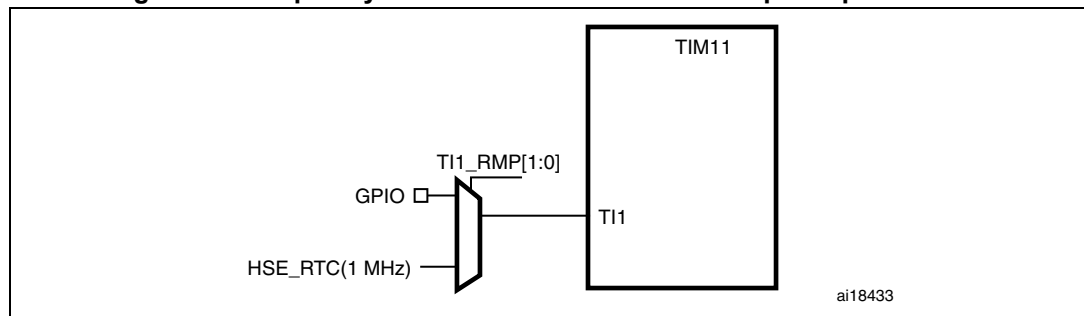 TIM11
TI1_RMP[1:0]
GPIO
TI1
HSE_RTC(1 MHz)
ai18433